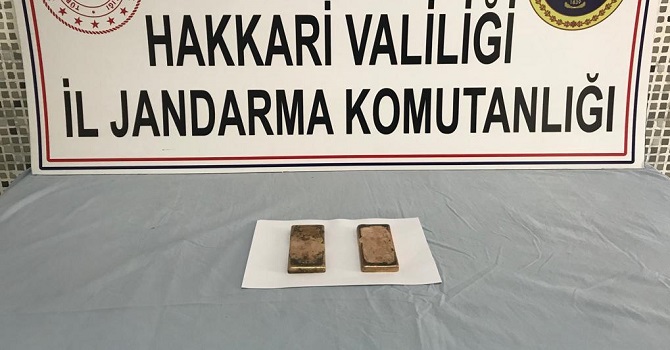 HAKKARİ VALİLİĞİ
İL JANDARMA KOMUTANLIĞI